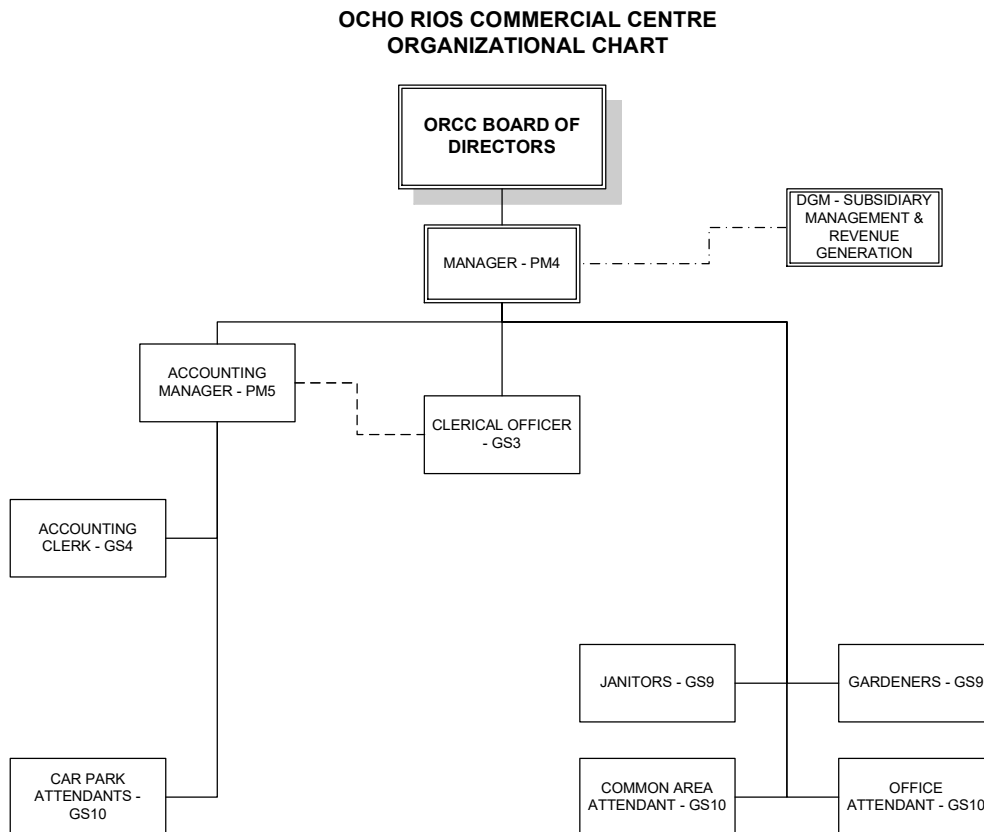 OCHO RIOS COMMERCIAL CENTRE
ORGANIZATIONAL CHART
ORCC BOARD OF
DIRECTORS
DGM - SUBSIDIARY
MANAGEMENT &
REVENUE
GENERATION
MANAGER - PM4
ACCOUNTING
MANAGER - PM5
CLERICAL OFFICER
- GS3
ACCOUNTING
CLERK - GS4
JANITORS - GS9
GARDENERS - GS9
CAR PARK
ATTENDANTS -
GS10
COMMON AREA
ATTENDANT - GS10
OFFICE
ATTENDANT - GS10